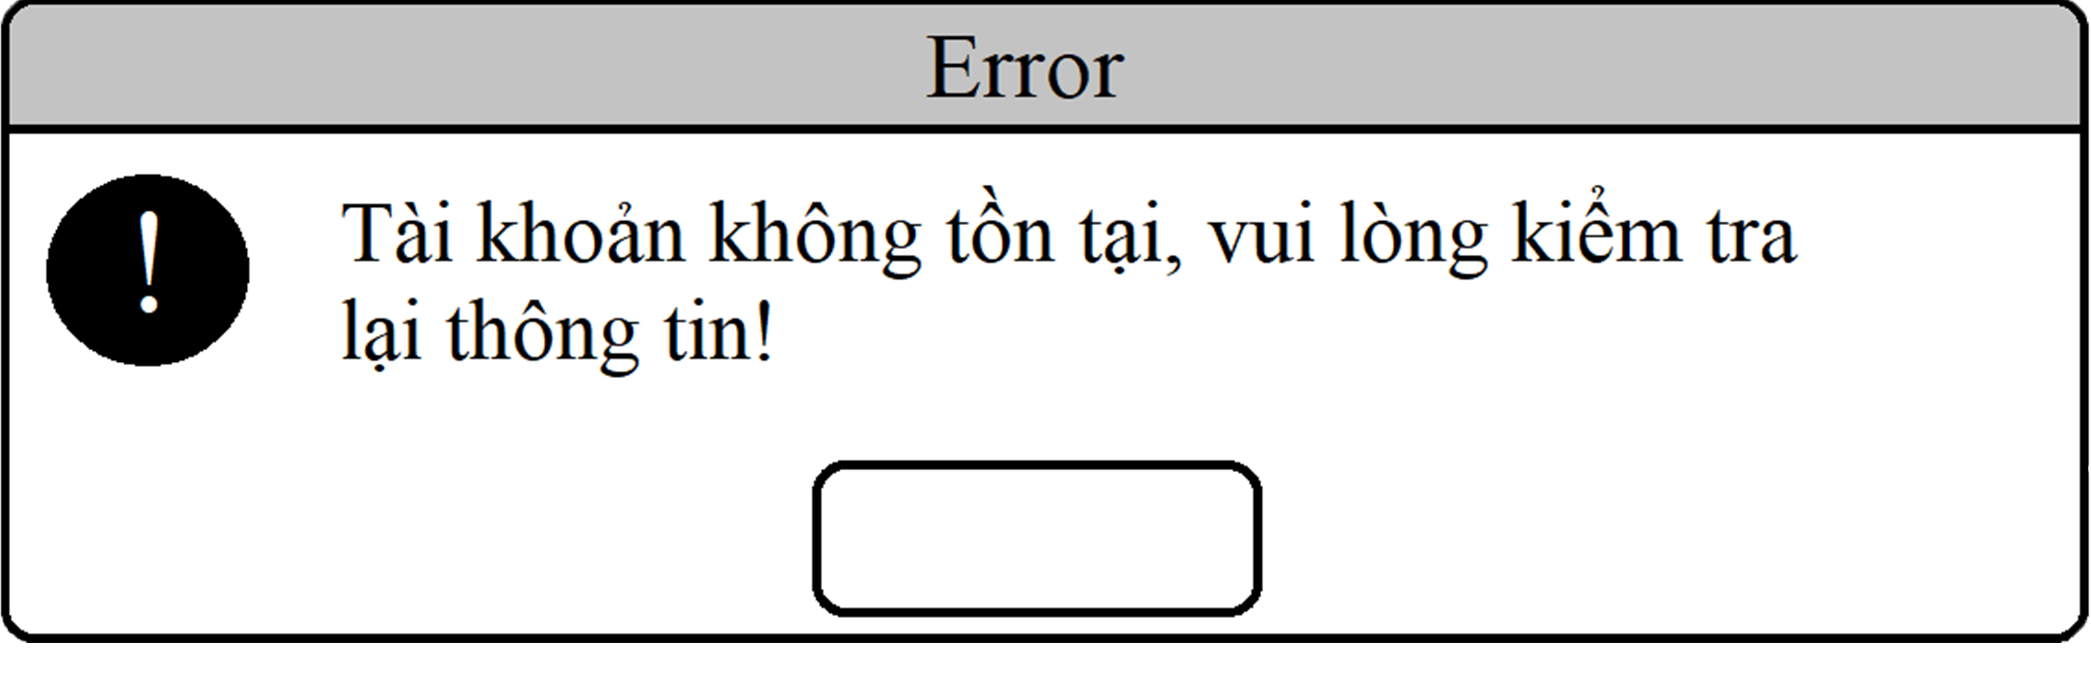 Error
!
Tài khoản không tồn tại, vui lòng kiểm tra
lại thông tin!